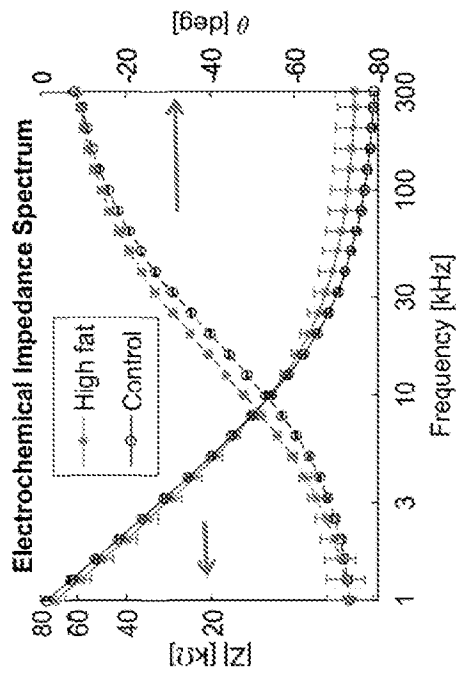 Electrochemical Impedance Spectrum
High fat
Control
|Z| [kΩ]
80
60
40
20
θ [deg]
0
-20
-40
-60
-80
1
3
10
30
100
300
Frequency [kHz]